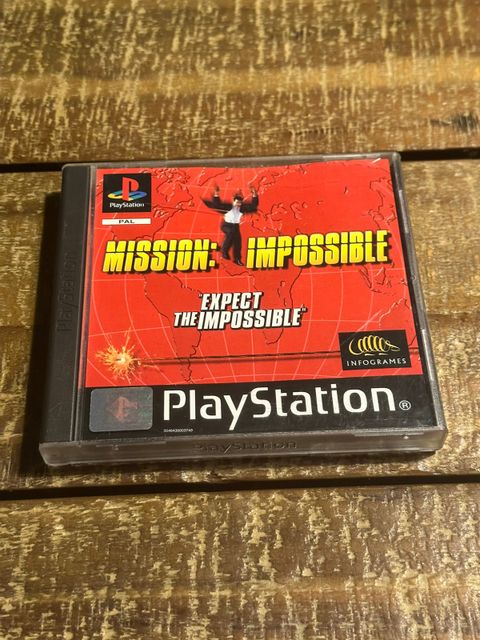 PlayStation
PAL
MISSION: IMPOSSIBLE
"EXPECT
THE IMPOSSIBLE"
INFOGRAMES
PlayStation®
PlayStation
PlayStation